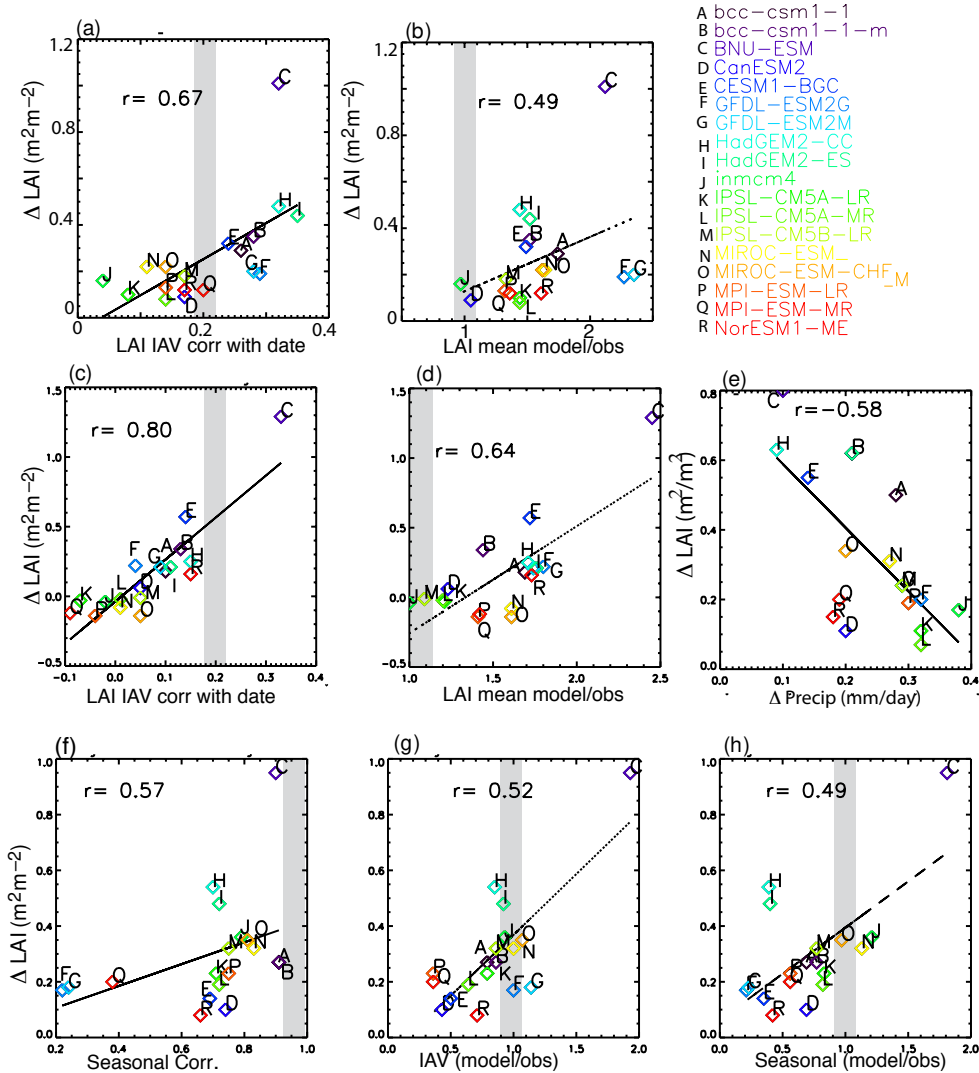 (a)
1.2
0.8
0.4
0
Δ LAI (m2m−2)
r= 0.67
C
H
I
E
A
B
G
F
N
O
M
J
K
P
L
R
Q
D
0
0.2
0.4
LAI IAV corr with date
(b)
1.2
0.8
0.4
0
Δ LAI (m2m−2)
r= 0.49
C
H
I
E
B
A
F
G
N
O
M
J
D
Q
K
L
R
1
2
LAI mean model/obs
A bcc−csm1−1
B bcc−csm1−1−m
C BNU−ESM
D CanESM2
E CESM1−BGC
F GFDL−ESM2G
G GFDL−ESM2M
H HadGEM2−CC
I HadGEM2−ES
J inmcm4
K IPSL−CM5A−LR
L IPSL−CM5A−MR
M IPSL−CM5B−LR
N MIROC−ESM_
O MIROC−ESM−CHF
_M
P MPI−ESM−LR
Q MPI−ESM−MR
R NorESM1−ME
(c)
1.5
1.0
0.5
0.0
−0.5
Δ LAI (m2m−2)
r= 0.80
C
E
B
A
H
F
G
I
R
D
K
J
L
M
N
Q
P
O
−0.1
0.0
0.1
0.2
0.3
0.4
LAI IAV corr with date
(d)
1.5
1.0
0.5
0.0
−0.5
Δ LAI (m2m−2)
r= 0.64
C
E
B
H
A
F
G
R
D
K
J
M
L
N
P
Q
O
1.0
1.5
2.0
2.5
LAI mean model/obs
(e)
0.8
0.6
0.4
0.2
0.0
Δ LAI (m2/m2)
r=−0.58
C
H
B
E
A
O
N
M
Q
P
F
J
R
D
K
L
0.0
0.1
0.2
0.3
0.4
Δ Precip (mm/day)
(f)
1.0
0.8
0.6
0.4
0.2
0.0
Δ LAI (m2m−2)
r= 0.57
C
H
I
J
O
M
N
A
B
K
P
L
F
G
Q
E
D
R
0.2
0.4
0.6
0.8
1.0
Seasonal Corr.
(g)
1.0
0.8
0.6
0.4
0.2
0.0
r= 0.52
C
H
I
O
M
N
A
B
K
P
Q
L
F
G
D
E
R
0.0
0.5
1.0
1.5
2.0
IAV (model/obs)
(h)
1.0
0.8
0.6
0.4
0.2
0.0
r= 0.49
C
H
I
O
J
M
N
A
B
K
P
Q
L
F
G
E
D
R
0.0
0.5
1.0
1.5
2.0
Seasonal (model/obs)